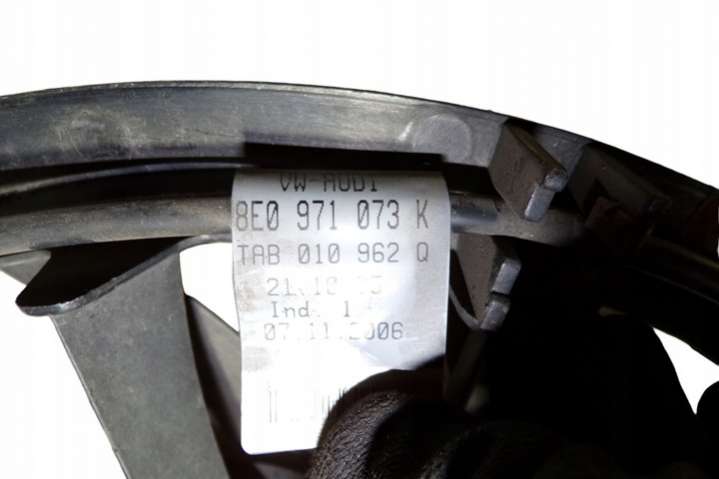 VW-AUDI
8E0 971 073 K
TAB 010 962 Q
Ind. 1
07.11.2006